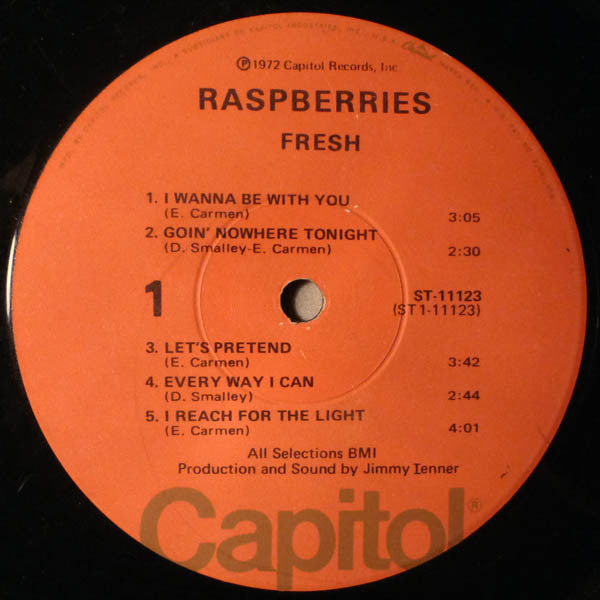 ℗1972 Capitol Records, Inc
RASPBERRIES
FRESH
1. I WANNA BE WITH YOU
(E. Carmen) 3:05
2. GOIN' NOWHERE TONIGHT
(D. Smalley-E. Carmen) 2:30
1
ST-11123
(ST1-11123)
3. LET'S PRETEND
(E. Carmen) 3:42
4. EVERY WAY I CAN
(D. Smalley) 2:44
5. I REACH FOR THE LIGHT
(E. Carmen) 4:01
All Selections BMI
Production and Sound by Jimmy Ienner
Capitol®